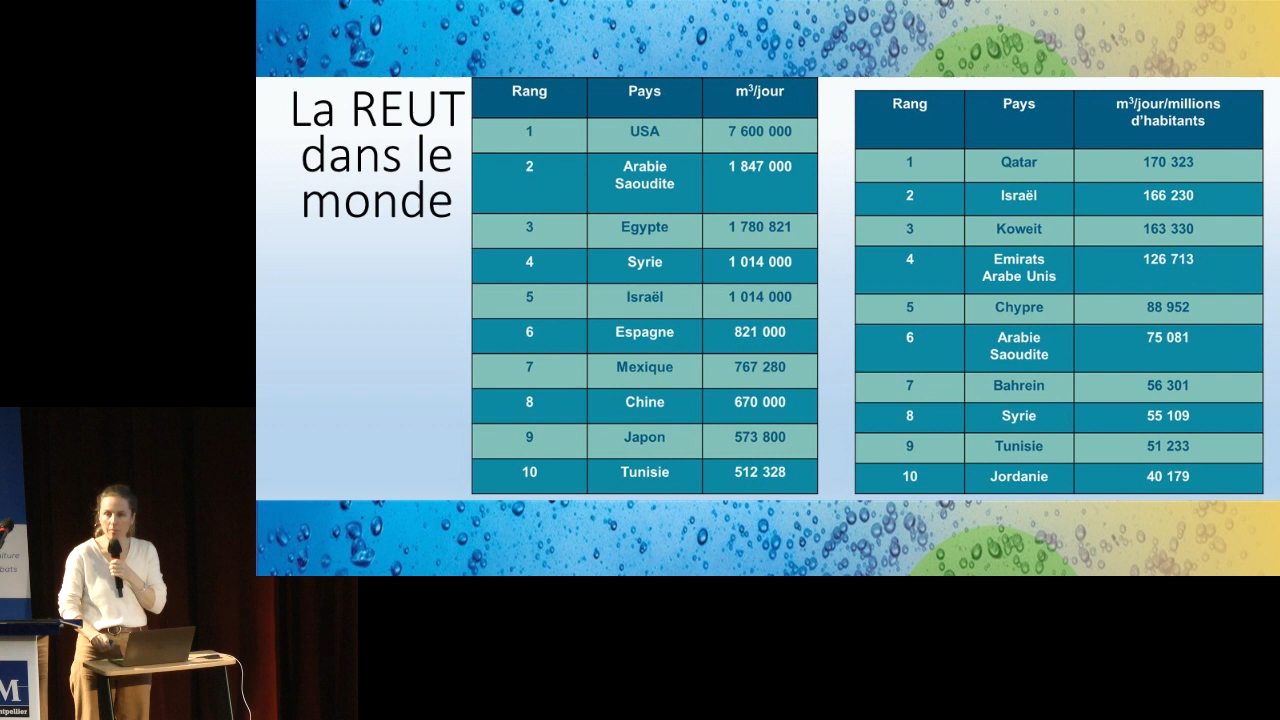 La REUT
dans le
monde
Rang Pays m³/jour
1 USA 7 600 000
2 Arabie Saoudite 1 847 000
3 Egypte 1 780 821
4 Syrie 1 014 000
5 Israël 1 014 000
6 Espagne 821 000
7 Mexique 767 280
8 Chine 670 000
9 Japon 573 800
10 Tunisie 512 328
Rang Pays m³/jour/millions d'habitants
1 Qatar 170 323
2 Israël 166 230
3 Koweit 163 330
4 Emirats Arabe Unis 126 713
5 Chypre 88 952
6 Arabie Saoudite 75 081
7 Bahrein 56 301
8 Syrie 55 109
9 Tunisie 51 233
10 Jordanie 40 179
M